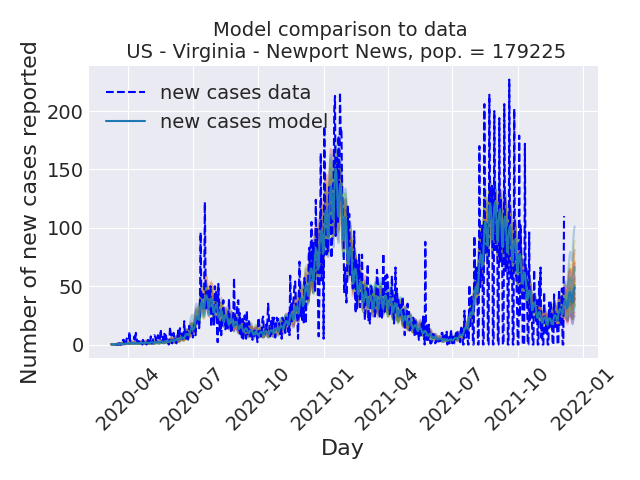 Model comparison to data
US - Virginia - Newport News, pop. = 179225
new cases data
new cases model
Number of new cases reported
200
150
100
50
0
2020-04
2020-07
2020-10
2021-01
2021-04
2021-07
2021-10
2022-01
Day